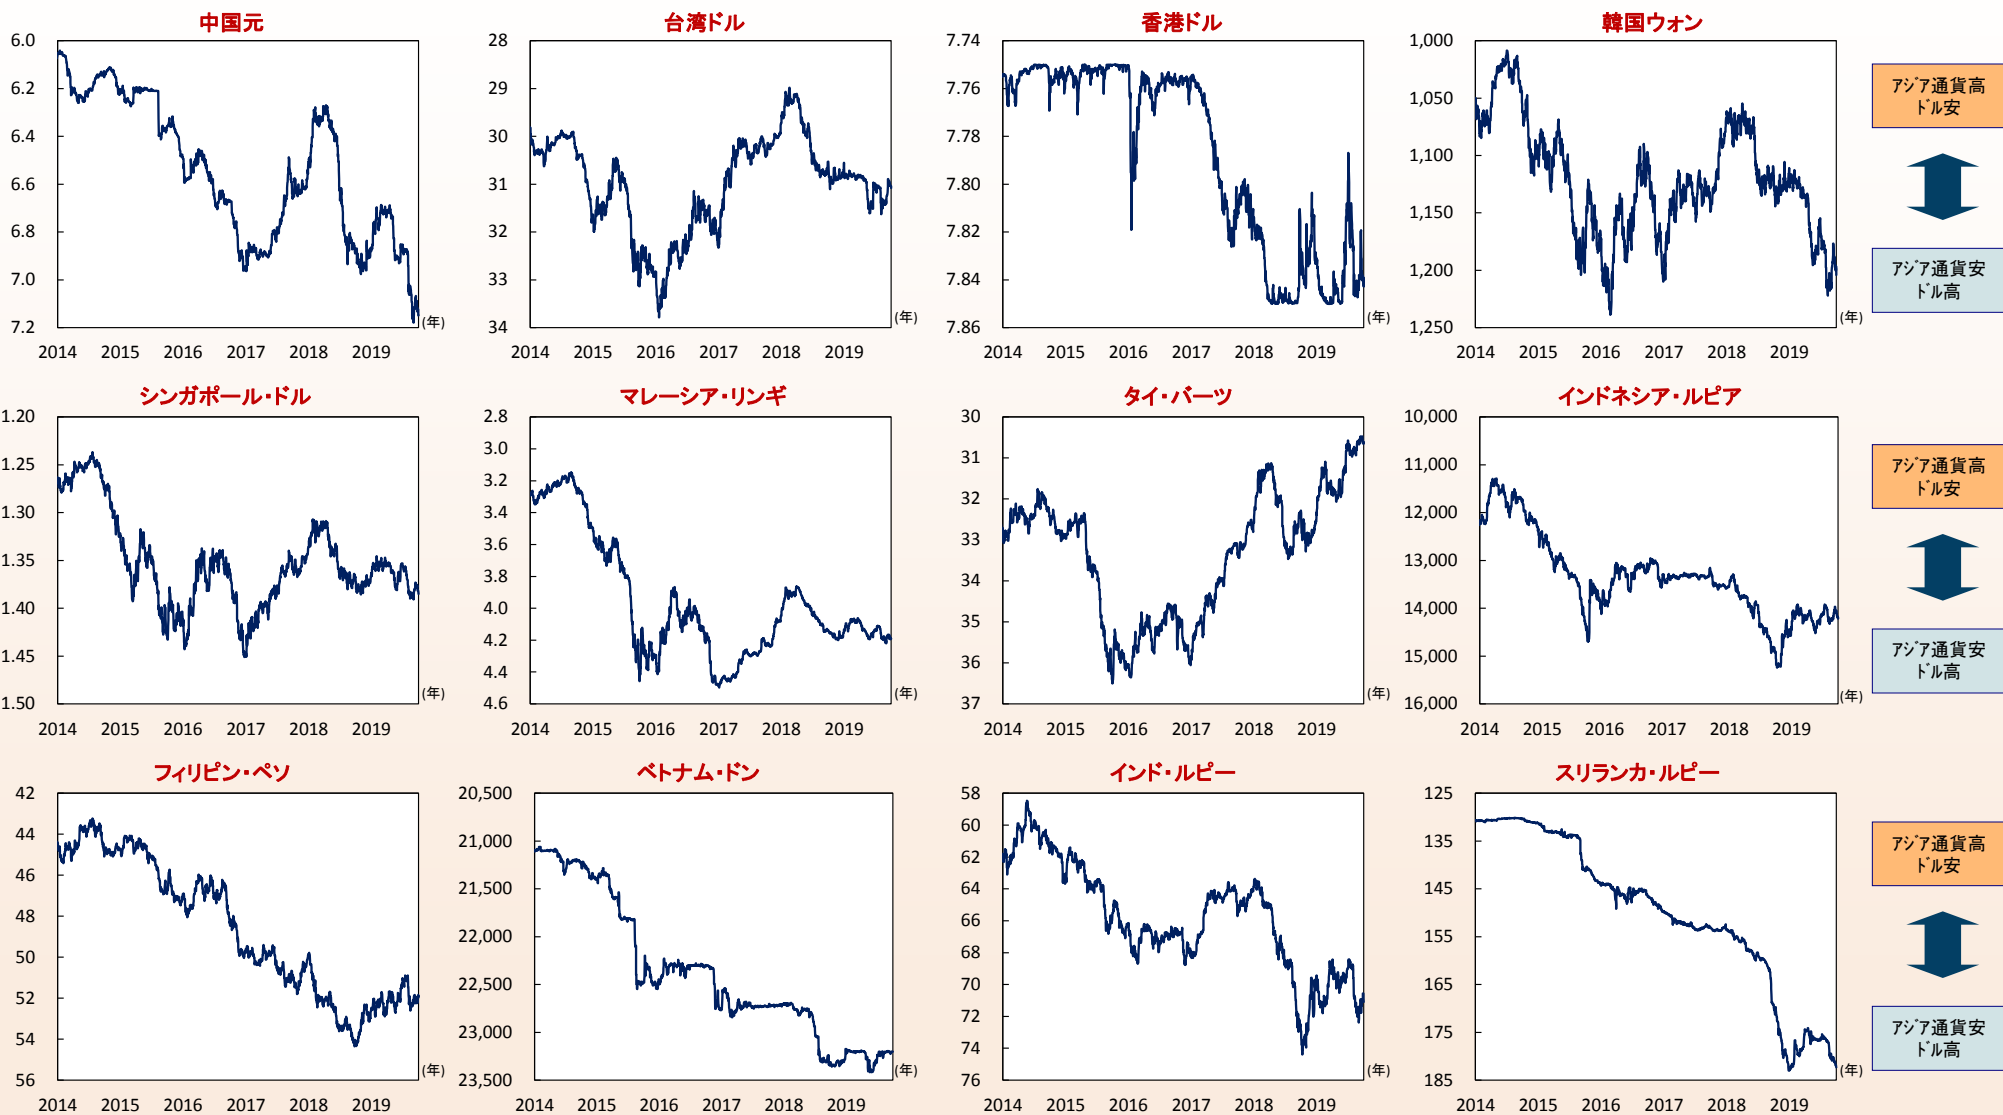 中国元
台湾ドル
香港ドル
韓国ウォン
6.0
6.2
6.4
6.6
6.8
7.0
7.2
(年)
2014 2015 2016 2017 2018 2019
28
29
30
31
32
33
34
(年)
2014 2015 2016 2017 2018 2019
7.74
7.76
7.78
7.80
7.82
7.84
7.86
(年)
2014 2015 2016 2017 2018 2019
1,000
1,050
1,100
1,150
1,200
1,250
(年)
2014 2015 2016 2017 2018 2019
アジア通貨高
ドル安
アジア通貨安
ドル高
シンガポール・ドル
マレーシア・リンギ
タイ・バーツ
インドネシア・ルピア
1.20
1.25
1.30
1.35
1.40
1.45
1.50
(年)
2014 2015 2016 2017 2018 2019
2.8
3.0
3.2
3.4
3.6
3.8
4.0
4.2
4.4
4.6
(年)
2014 2015 2016 2017 2018 2019
30
31
32
33
34
35
36
37
(年)
2014 2015 2016 2017 2018 2019
10,000
11,000
12,000
13,000
14,000
15,000
16,000
(年)
2014 2015 2016 2017 2018 2019
アジア通貨高
ドル安
アジア通貨安
ドル高
フィリピン・ペソ
ベトナム・ドン
インド・ルピー
スリランカ・ルピー
42
44
46
48
50
52
54
56
(年)
2014 2015 2016 2017 2018 2019
20,500
21,000
21,500
22,000
22,500
23,000
23,500
(年)
2014 2015 2016 2017 2018 2019
58
60
62
64
66
68
70
72
74
76
(年)
2014 2015 2016 2017 2018 2019
125
135
145
155
165
175
185
(年)
2014 2015 2016 2017 2018 2019
アジア通貨高
ドル安
アジア通貨安
ドル高